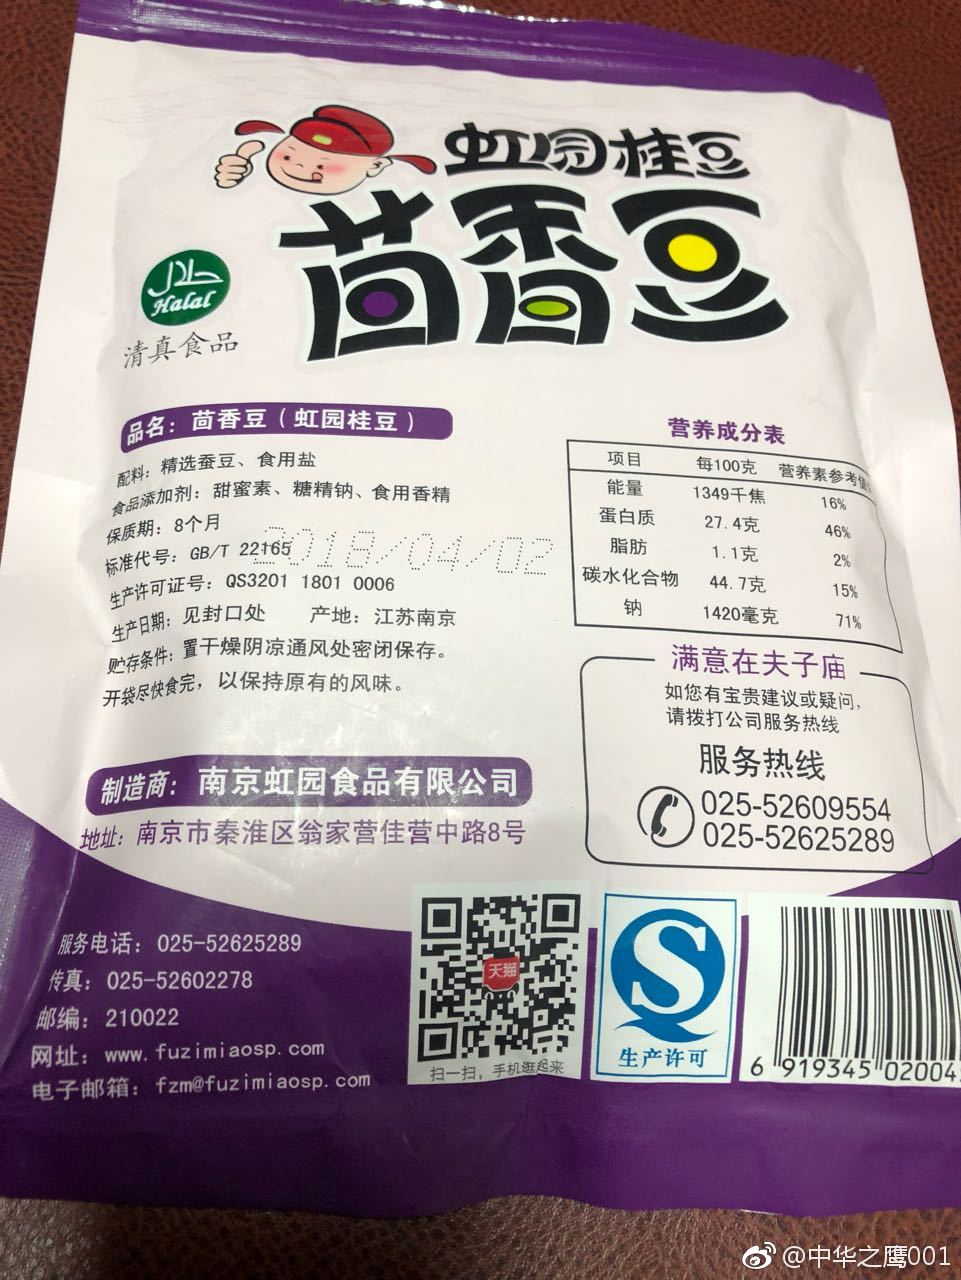 虹园桂豆
茴香豆
حلال
Halal
清真食品
品名：茴香豆（虹园桂豆）
配料：精选蚕豆、食用盐
食品添加剂：甜蜜素、糖精钠、食用香精
保质期：8个月
标准代号：GB/T 22165
2018/04/02
生产许可证号：QS3201 1801 0006
生产日期：见封口处 产地：江苏南京
贮存条件：置干燥阴凉通风处密闭保存。
开袋尽快食完，以保持原有的风味。
营养成分表
项目 每100克 营养素参考值
能量 1349千焦 16%
蛋白质 27.4克 46%
脂肪 1.1克 2%
碳水化合物 44.7克 15%
钠 1420毫克 71%
满意在夫子庙
如您有宝贵建议或疑问，
请拨打公司服务热线
服务热线
025-52609554
025-52625289
制造商：南京虹园食品有限公司
地址：南京市秦淮区翁家营佳营中路8号
服务电话：025-52625289
传真：025-52602278
邮编：210022
网址：www.fuzimiaosp.com
电子邮箱：fzm@fuzimiaosp.com
天猫
扫一扫，手机逛起来
S
生产许可
6 919345 02004
@中华之鹰001